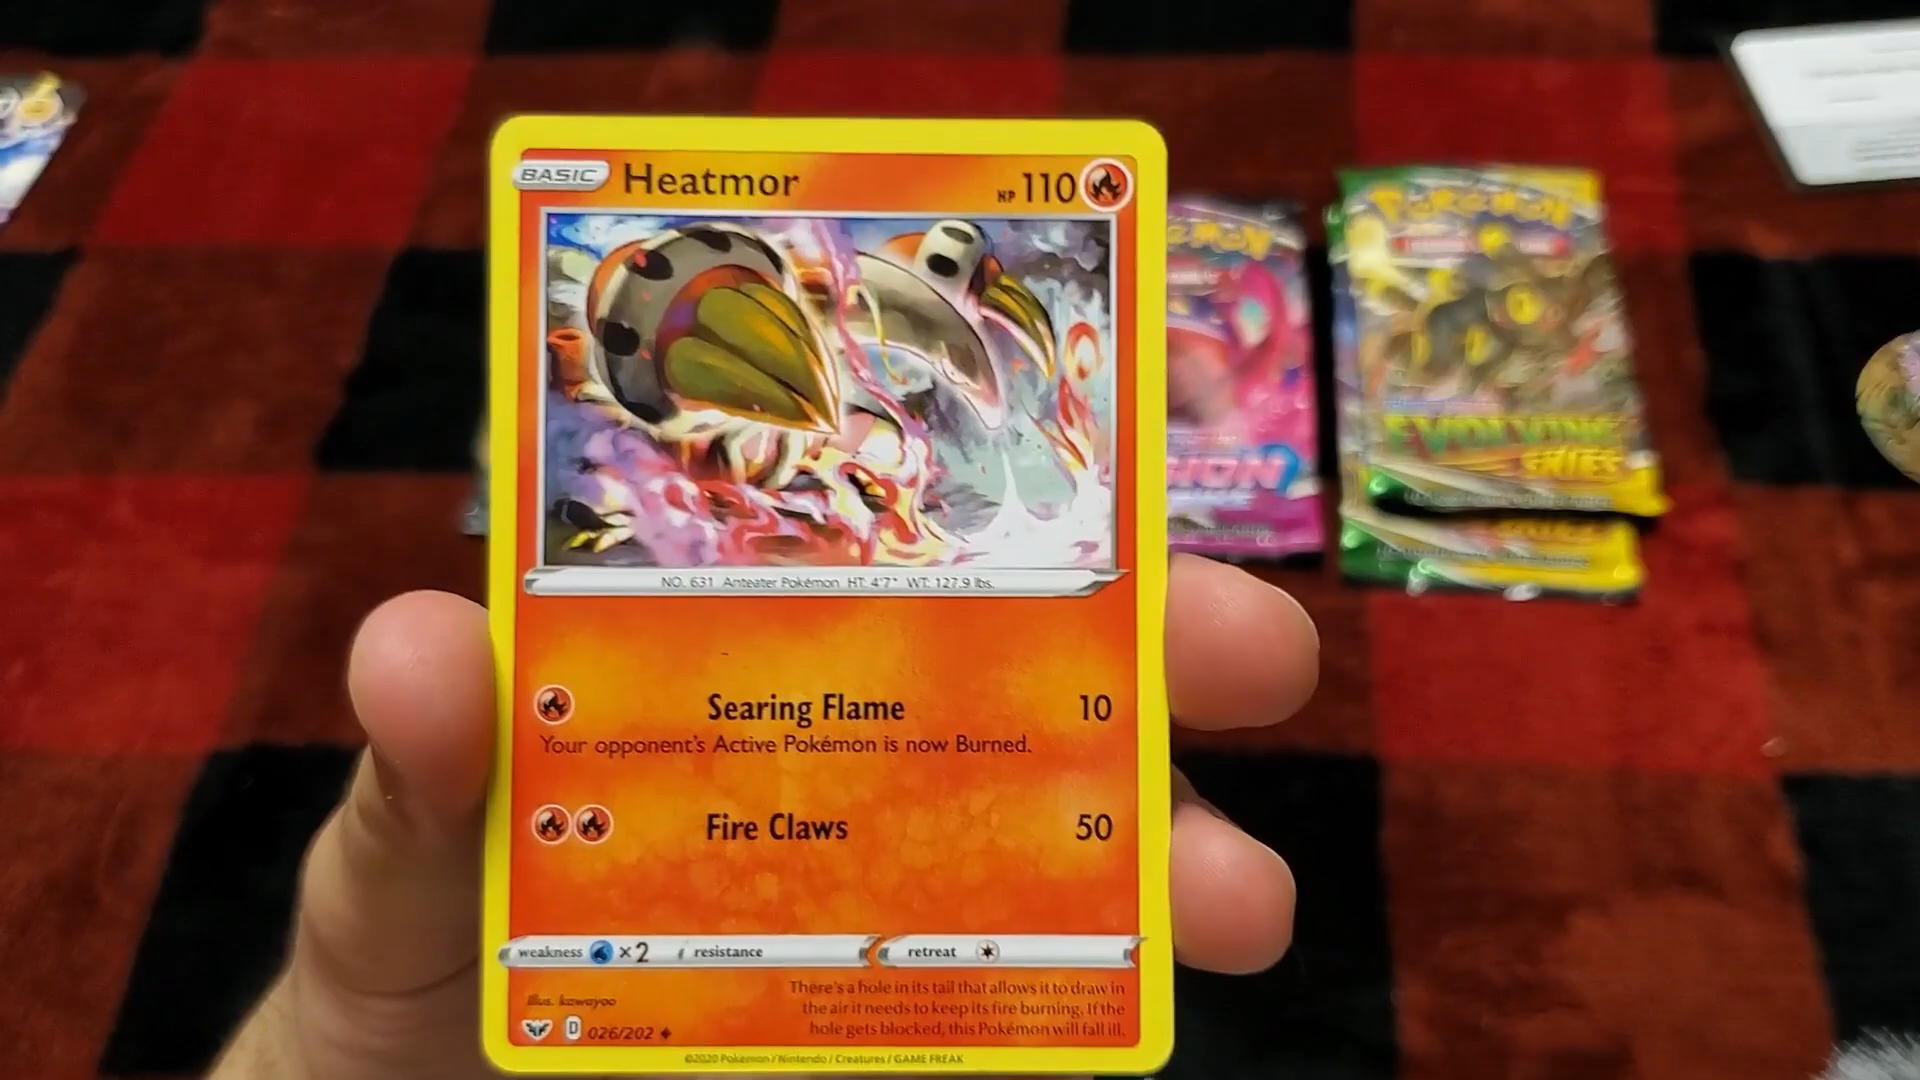 BASIC Heatmor HP 110
NO. 631 Anteater Pokémon HT: 4'7" WT: 127.9 lbs.
Searing Flame 10
Your opponent's Active Pokémon is now Burned.
Fire Claws 50
weakness ×2 resistance retreat
Illus. kawayoo
There's a hole in its tail that allows it to draw in
the air it needs to keep its fire burning. If the
hole gets blocked, this Pokémon will fall ill.
D 026/202
©2020 Pokémon / Nintendo / Creatures / GAME FREAK
Pokémon
EVOLVING
SKIES